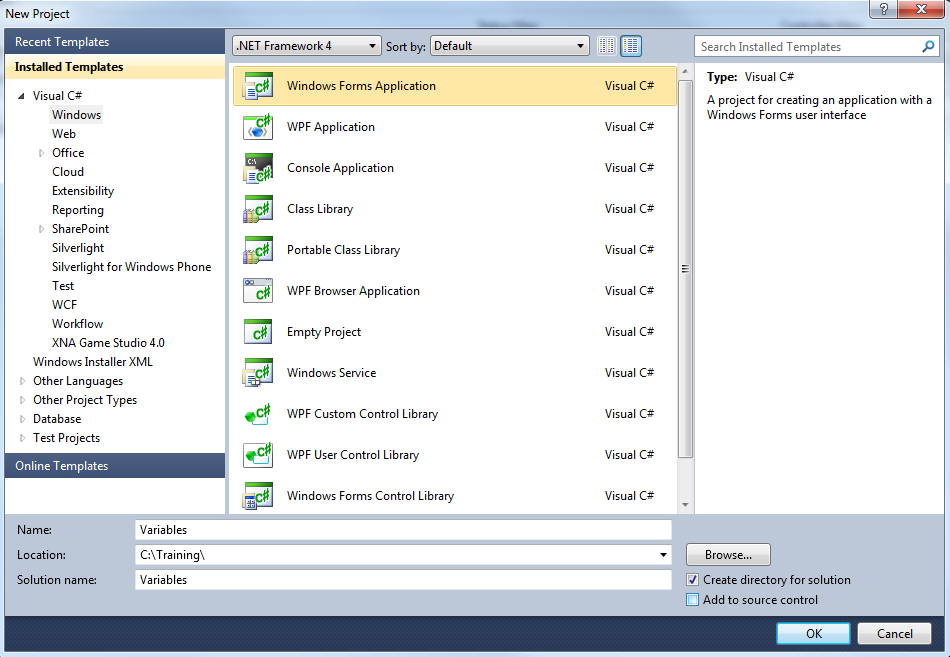 New Project
?
Recent Templates
Installed Templates
Visual C#
Windows
Web
Office
Cloud
Extensibility
Reporting
SharePoint
Silverlight
Silverlight for Windows Phone
Test
WCF
Workflow
XNA Game Studio 4.0
Windows Installer XML
Other Languages
Other Project Types
Database
Test Projects
Online Templates
.NET Framework 4 Sort by: Default
Windows Forms Application Visual C#
WPF Application Visual C#
Console Application Visual C#
Class Library Visual C#
Portable Class Library Visual C#
WPF Browser Application Visual C#
Empty Project Visual C#
Windows Service Visual C#
WPF Custom Control Library Visual C#
WPF User Control Library Visual C#
Windows Forms Control Library Visual C#
Search Installed Templates
Type: Visual C#
A project for creating an application with a
Windows Forms user interface
Name: Variables
Location: C:\Training\ Browse...
Solution name: Variables
Create directory for solution
Add to source control
OK Cancel